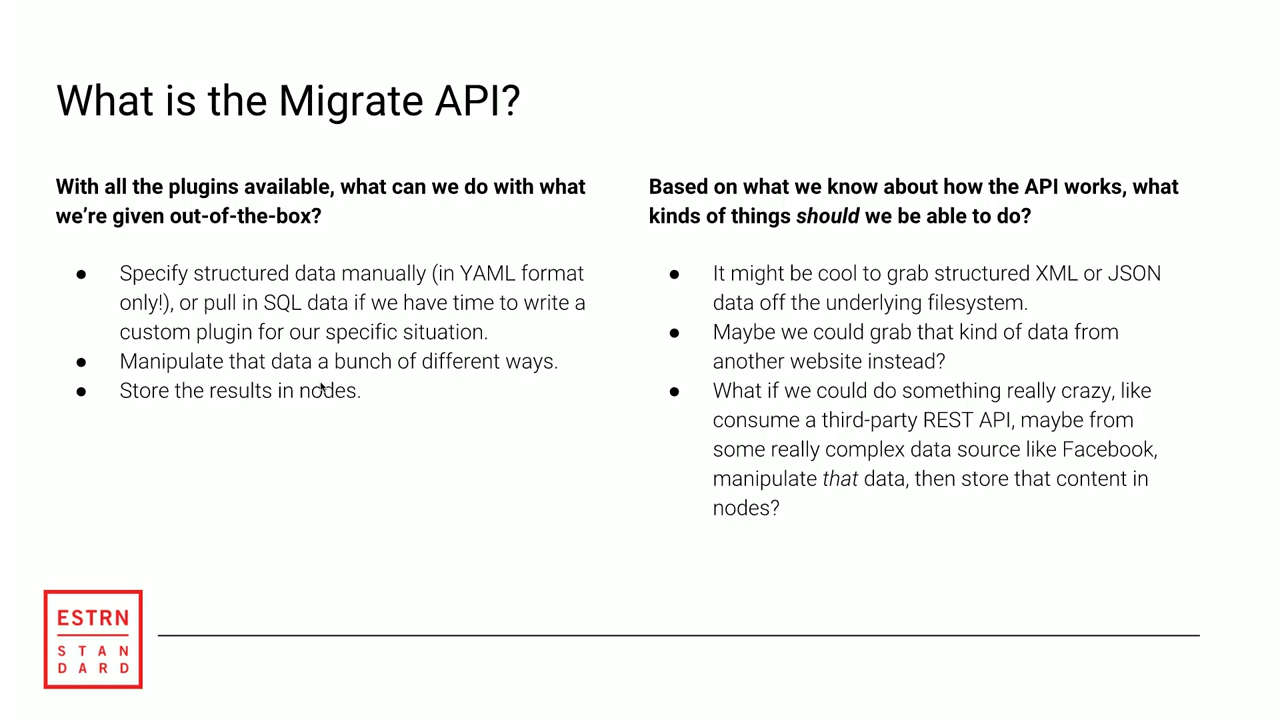 What is the Migrate API?
With all the plugins available, what can we do with what
we’re given out-of-the-box?
● Specify structured data manually (in YAML format
only!), or pull in SQL data if we have time to write a
custom plugin for our specific situation.
● Manipulate that data a bunch of different ways.
● Store the results in nodes.
Based on what we know about how the API works, what
kinds of things should we be able to do?
● It might be cool to grab structured XML or JSON
data off the underlying filesystem.
● Maybe we could grab that kind of data from
another website instead?
● What if we could do something really crazy, like
consume a third-party REST API, maybe from
some really complex data source like Facebook,
manipulate that data, then store that content in
nodes?
ESTRN
STAN
DARD